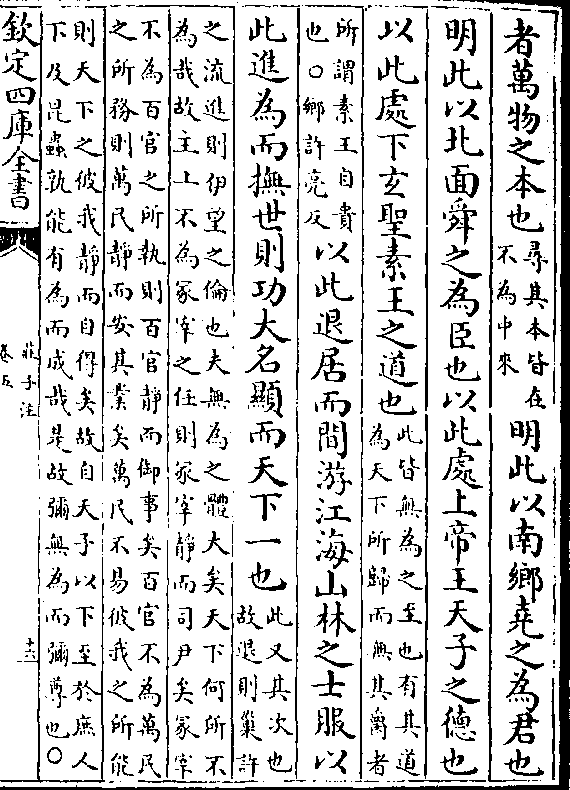 者萬物之本也尋其本皆在不為中來明此以南鄉堯之為君也
明此以北面舜之為臣也以此處上帝王天子之德也
以此處下玄聖素王之道也此皆無為之至也有其道為天下所歸而無其爵者
所謂素王自貴也○鄉許亮反以此退居而閒游江海山林之士服以
此進為而撫世則功大名顯而天下一也此又其次也故退則巢許
之流進則伊望之倫也夫無為之體大矣天下何所不
為哉故主上不為冢宰之任則冢宰靜而司尹矣冢宰
不為百官之所執則百官靜而御事矣百官不為萬民
之所務則萬民靜而安其業矣萬民不易彼我之所能
則天下之彼我靜而自得矣故自天子以下至於庶人
下及昆蟲孰能有為而成哉是故彌無為而彌尊也○
欽定四庫全書
莊子注
卷五
十六